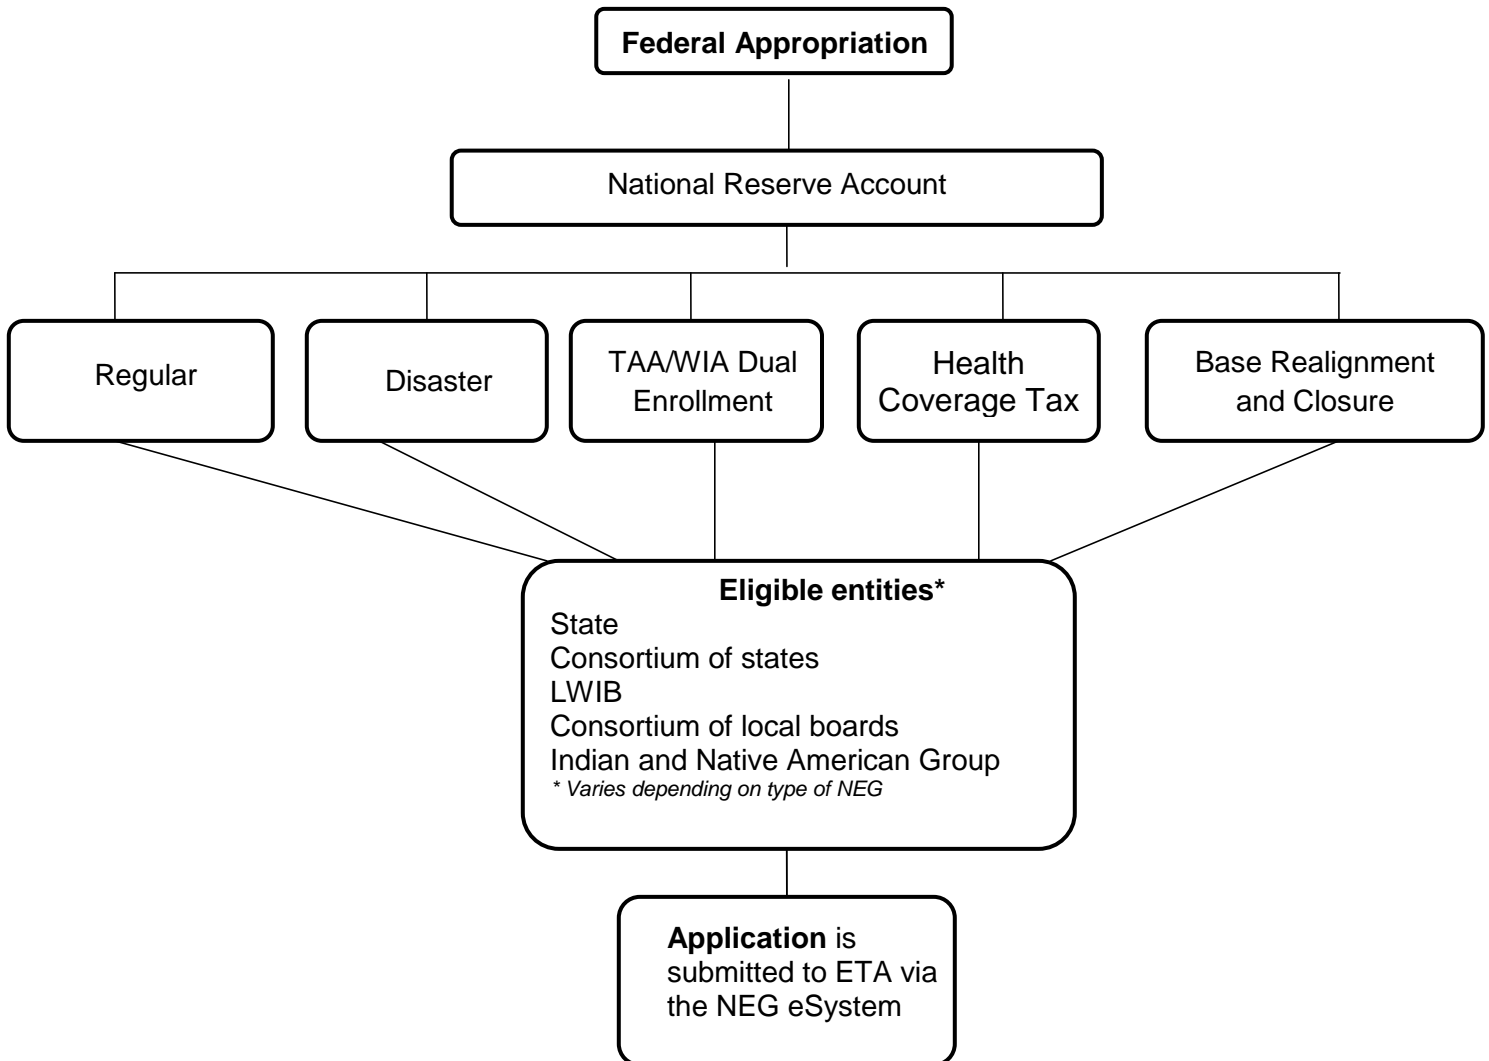 Federal Appropriation
National Reserve Account
Regular
Disaster
TAA/WIA Dual
Enrollment
Health
Coverage Tax
Base Realignment
and Closure
Eligible entities*
State
Consortium of states
LWIB
Consortium of local boards
Indian and Native American Group
* Varies depending on type of NEG
Application is
submitted to ETA via
the NEG eSystem